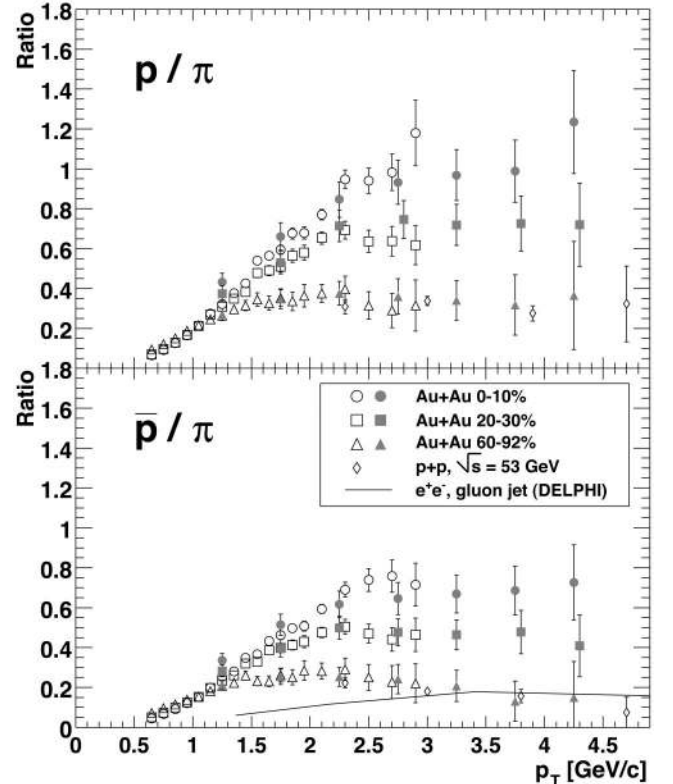 Ratio
1.8
1.6
1.4
1.2
1
0.8
0.6
0.4
0.2
p / π
Ratio
1.8
1.6
1.4
1.2
1
0.8
0.6
0.4
0.2
0
p̅ / π
Au+Au 0-10%
Au+Au 20-30%
Au+Au 60-92%
p+p, √s = 53 GeV
e⁺e⁻, gluon jet (DELPHI)
0 0.5 1 1.5 2 2.5 3 3.5 4 4.5
p_T [GeV/c]